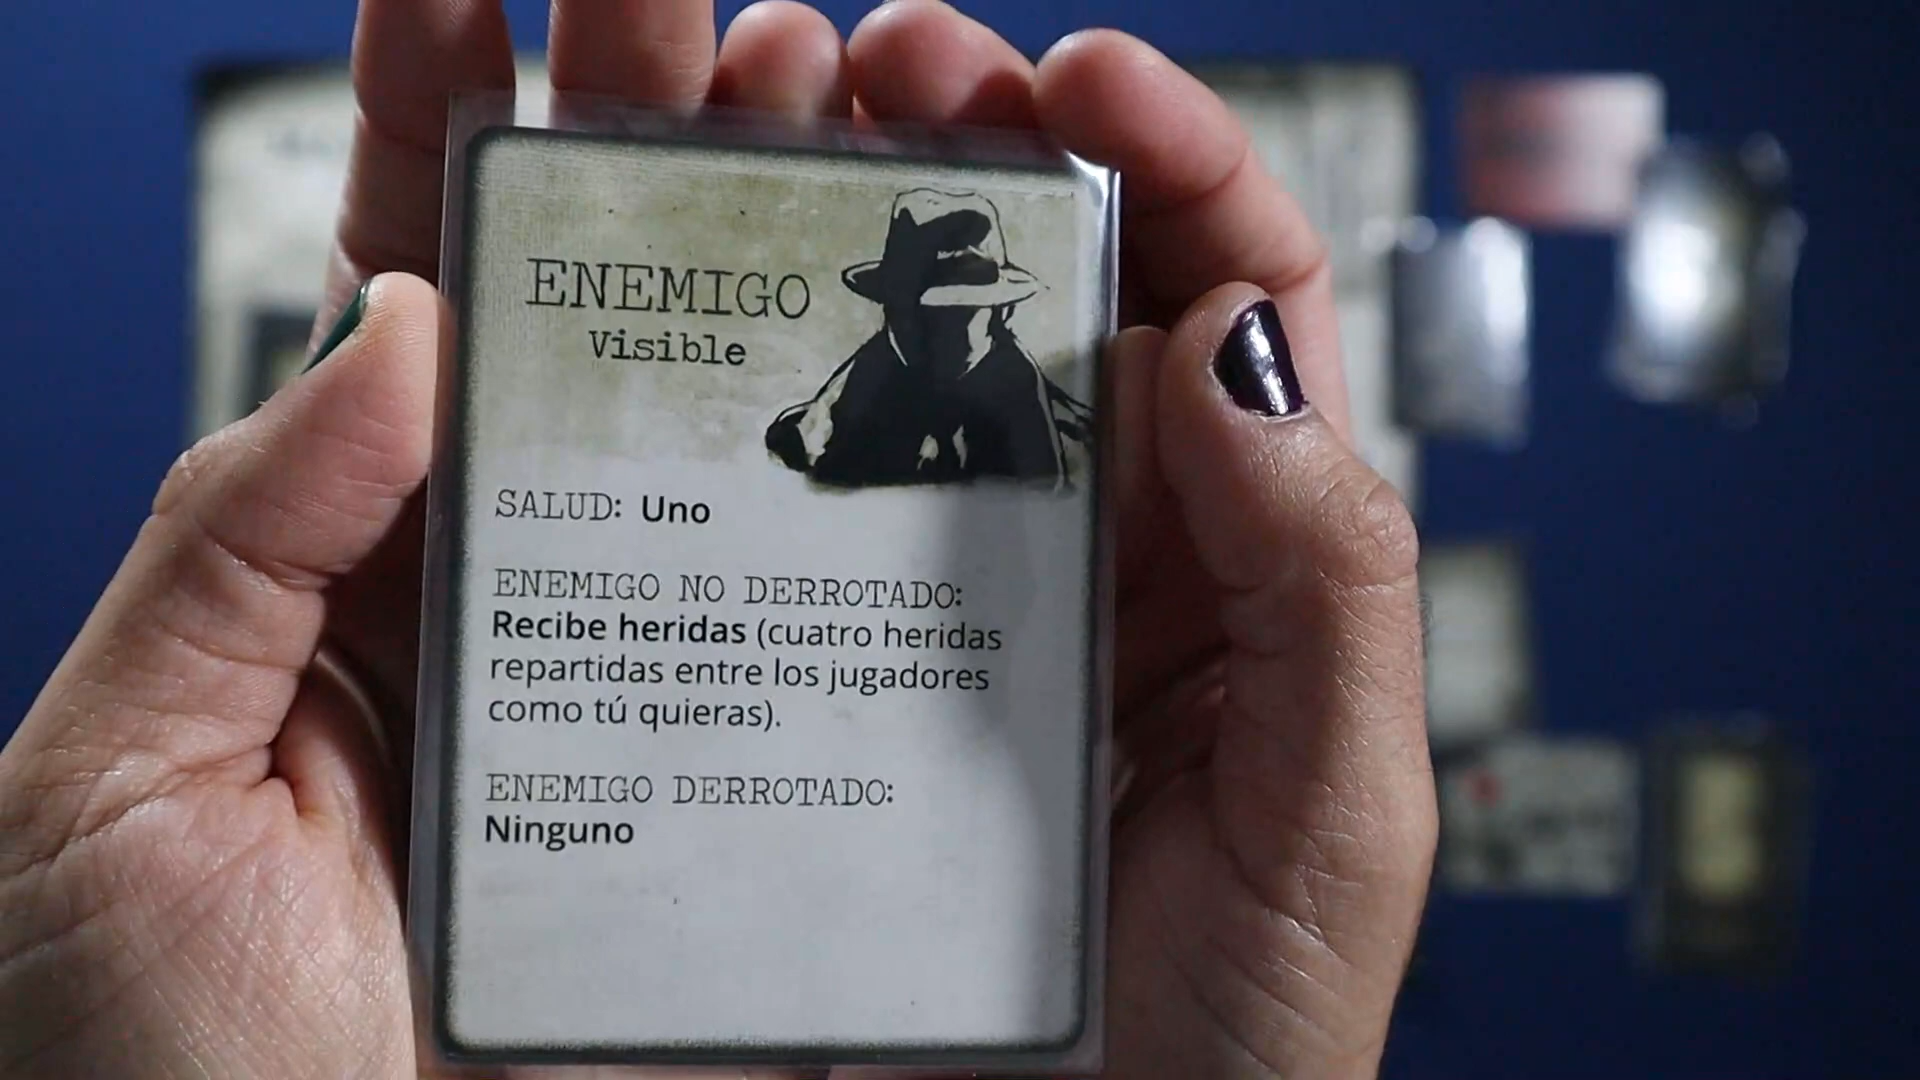 ENEMIGO
Visible
SALUD: Uno
ENEMIGO NO DERROTADO:
Recibe heridas (cuatro heridas
repartidas entre los jugadores
como tú quieras).
ENEMIGO DERROTADO:
Ninguno